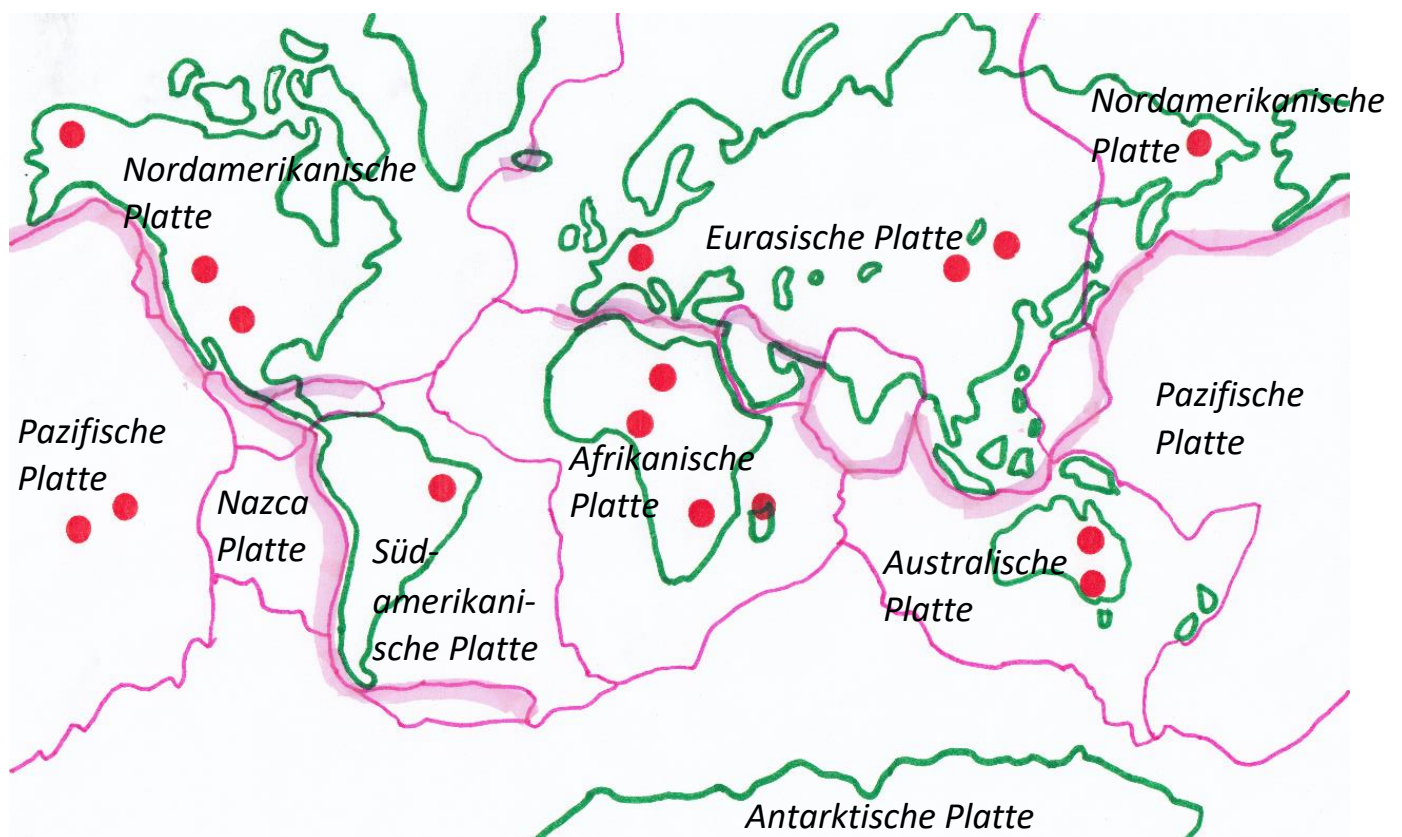 Nordamerikanische
Platte
Nordamerikanische
Platte
Eurasische Platte
Pazifische
Platte
Pazifische
Platte
Afrikanische
Platte
Nazca
Platte
Süd-
amerikani-
sche Platte
Australische
Platte
Antarktische Platte